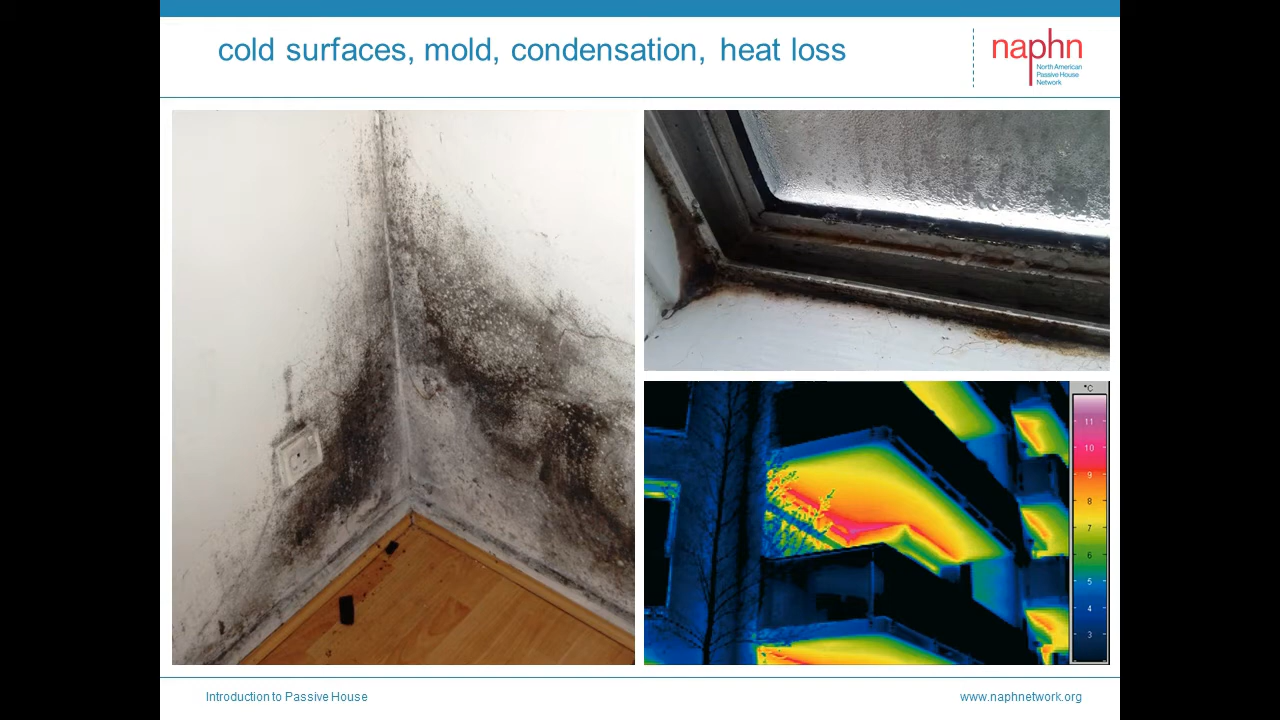 cold surfaces, mold, condensation, heat loss
naphn
North American
Passive House
Network
°C
11
10
9
8
7
6
5
4
3
Introduction to Passive House
www.naphnetwork.org